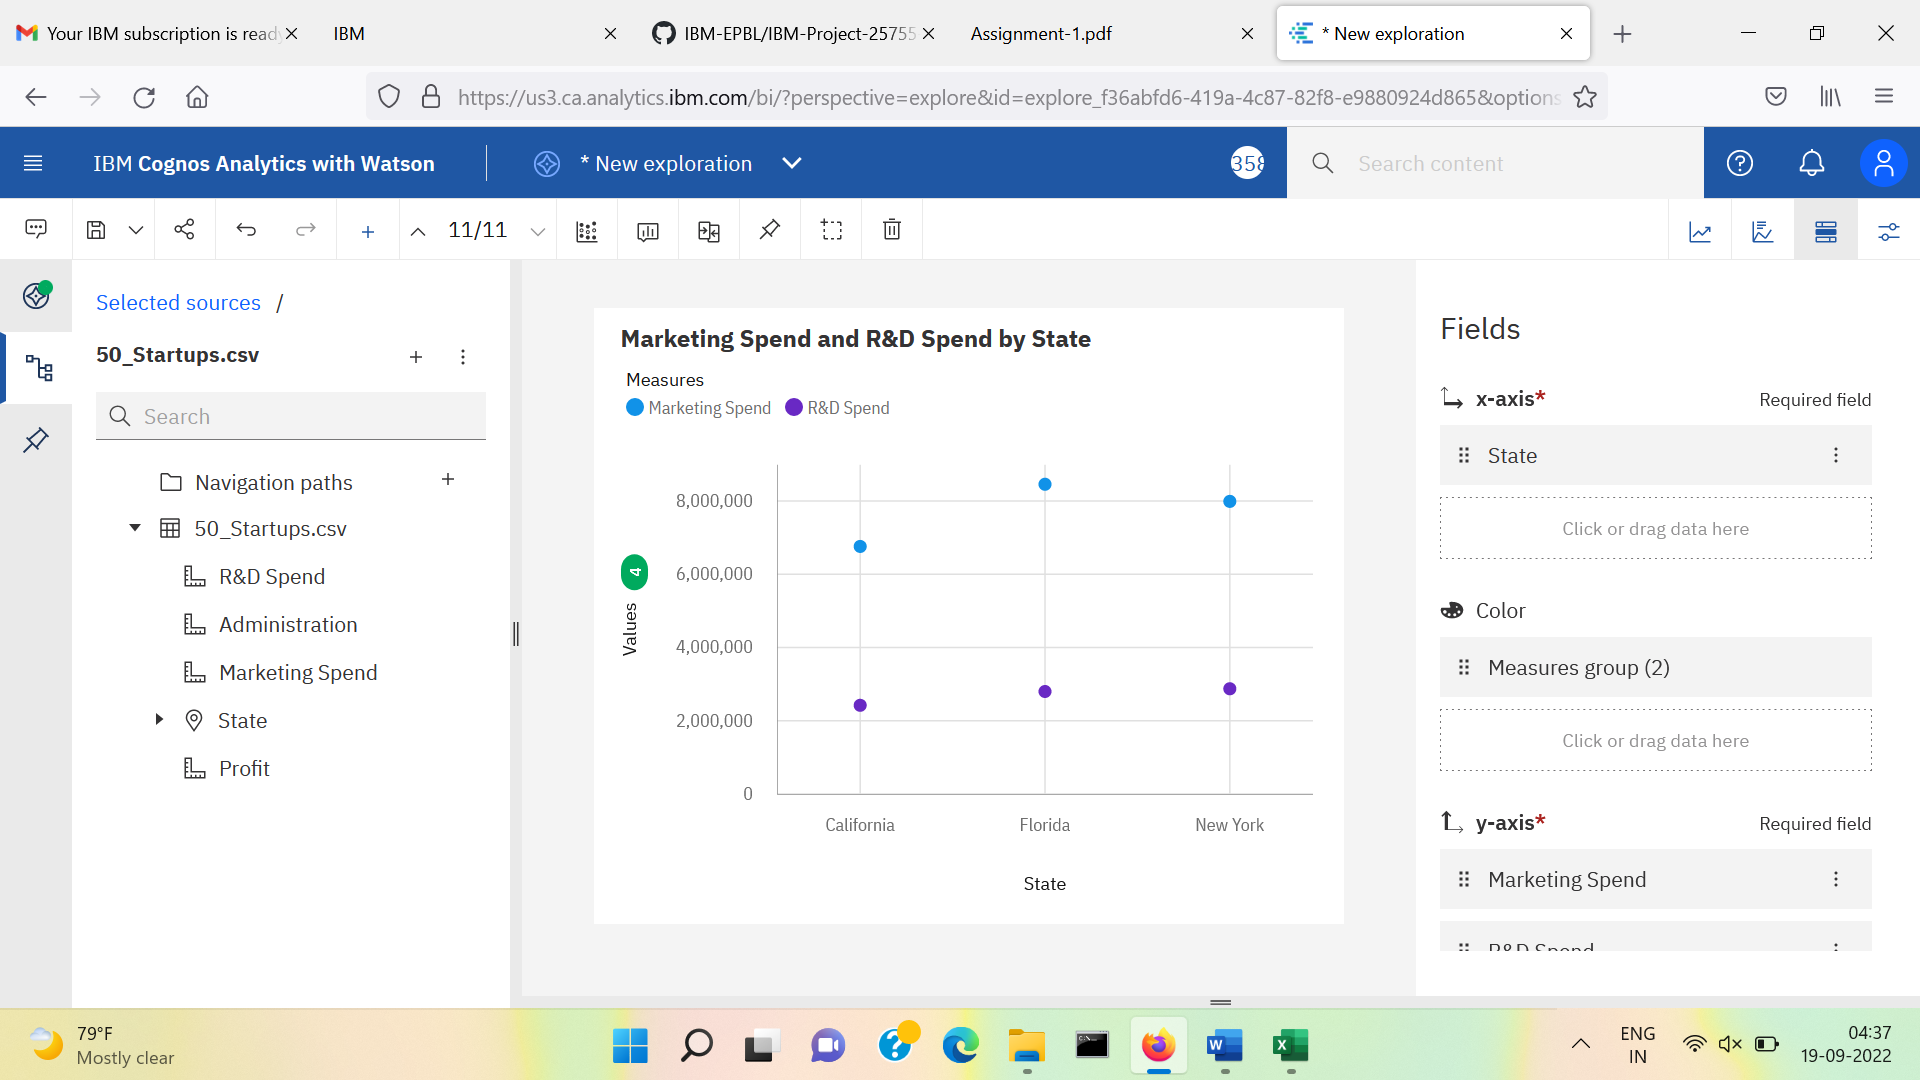 Your IBM subscription is read
IBM
IBM-EPBL/IBM-Project-25755
Assignment-1.pdf
* New exploration
https://us3.ca.analytics.ibm.com/bi/?perspective=explore&id=explore_f36abfd6-419a-4c87-82f8-e9880924d865&options
IBM Cognos Analytics with Watson
* New exploration
358
Search content
11/11
Selected sources /
50_Startups.csv
Search
Navigation paths
50_Startups.csv
R&D Spend
Administration
Marketing Spend
State
Profit
Marketing Spend and R&D Spend by State
Measures
Marketing Spend R&D Spend
8,000,000
6,000,000
4,000,000
2,000,000
0
4
Values
California Florida New York
State
Fields
x-axis* Required field
State
Click or drag data here
Color
Measures group (2)
Click or drag data here
y-axis* Required field
Marketing Spend
R&D Spend
79°F
Mostly clear
ENG
IN
04:37
19-09-2022